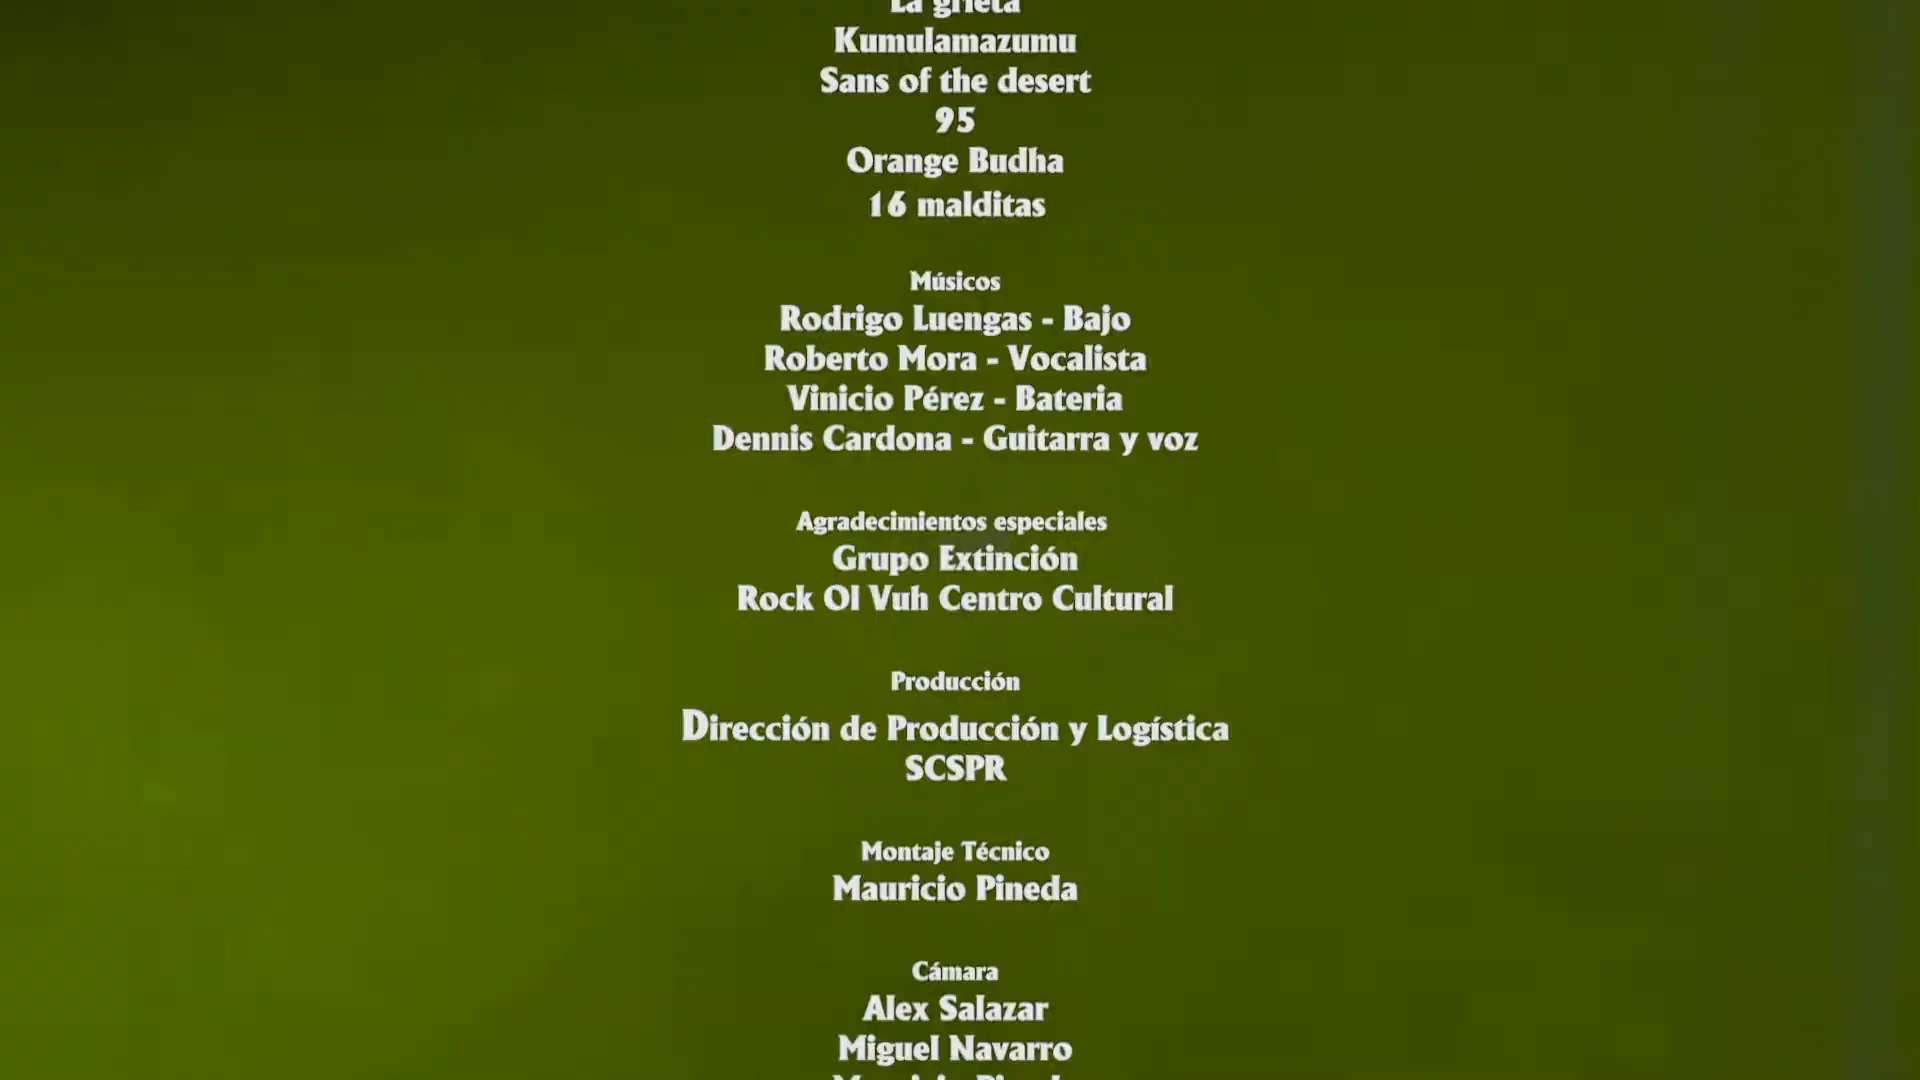 La grieta
Kumulamazumu
Sans of the desert
95
Orange Budha
16 malditas
Músicos
Rodrigo Luengas - Bajo
Roberto Mora - Vocalista
Vinicio Pérez - Bateria
Dennis Cardona - Guitarra y voz
Agradecimientos especiales
Grupo Extinción
Rock Ol Vuh Centro Cultural
Producción
Dirección de Producción y Logística
SCSPR
Montaje Técnico
Mauricio Pineda
Cámara
Alex Salazar
Miguel Navarro